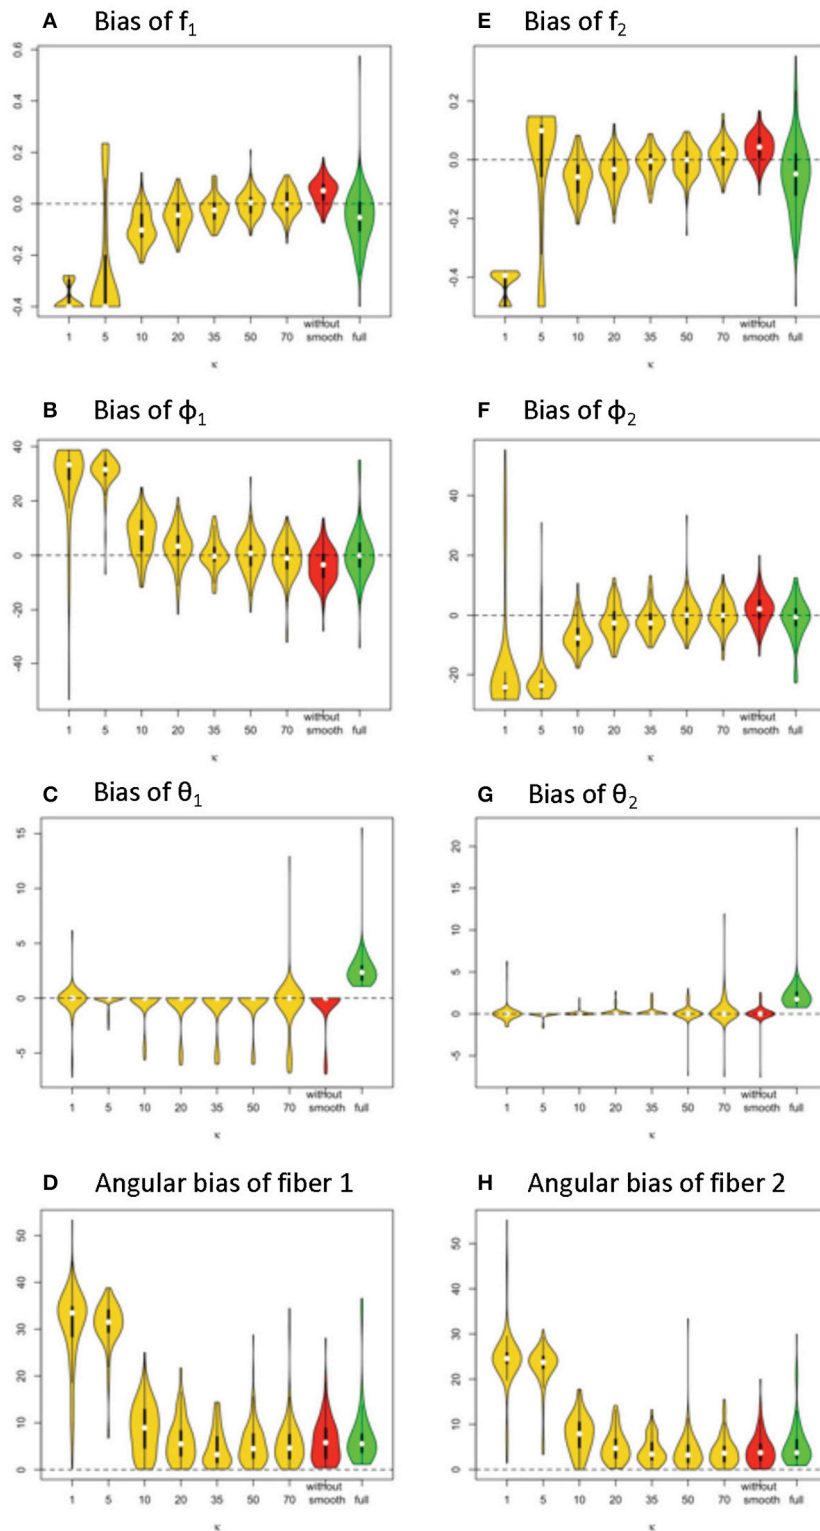 A Bias of f₁
0.6
0.4
0.2
0.0
-0.2
-0.4
1 5 10 20 35 50 70 without smooth full
κ
E Bias of f₂
0.2
0.0
-0.2
-0.4
1 5 10 20 35 50 70 without smooth full
κ
B Bias of ϕ₁
40
20
0
-20
-40
1 5 10 20 35 50 70 without smooth full
κ
F Bias of ϕ₂
40
20
0
-20
1 5 10 20 35 50 70 without smooth full
κ
C Bias of θ₁
15
10
5
0
-5
1 5 10 20 35 50 70 without smooth full
κ
G Bias of θ₂
20
15
10
5
0
-5
1 5 10 20 35 50 70 without smooth full
κ
D Angular bias of fiber 1
50
40
30
20
10
0
1 5 10 20 35 50 70 without smooth full
κ
H Angular bias of fiber 2
50
40
30
20
10
0
1 5 10 20 35 50 70 without smooth full
κ